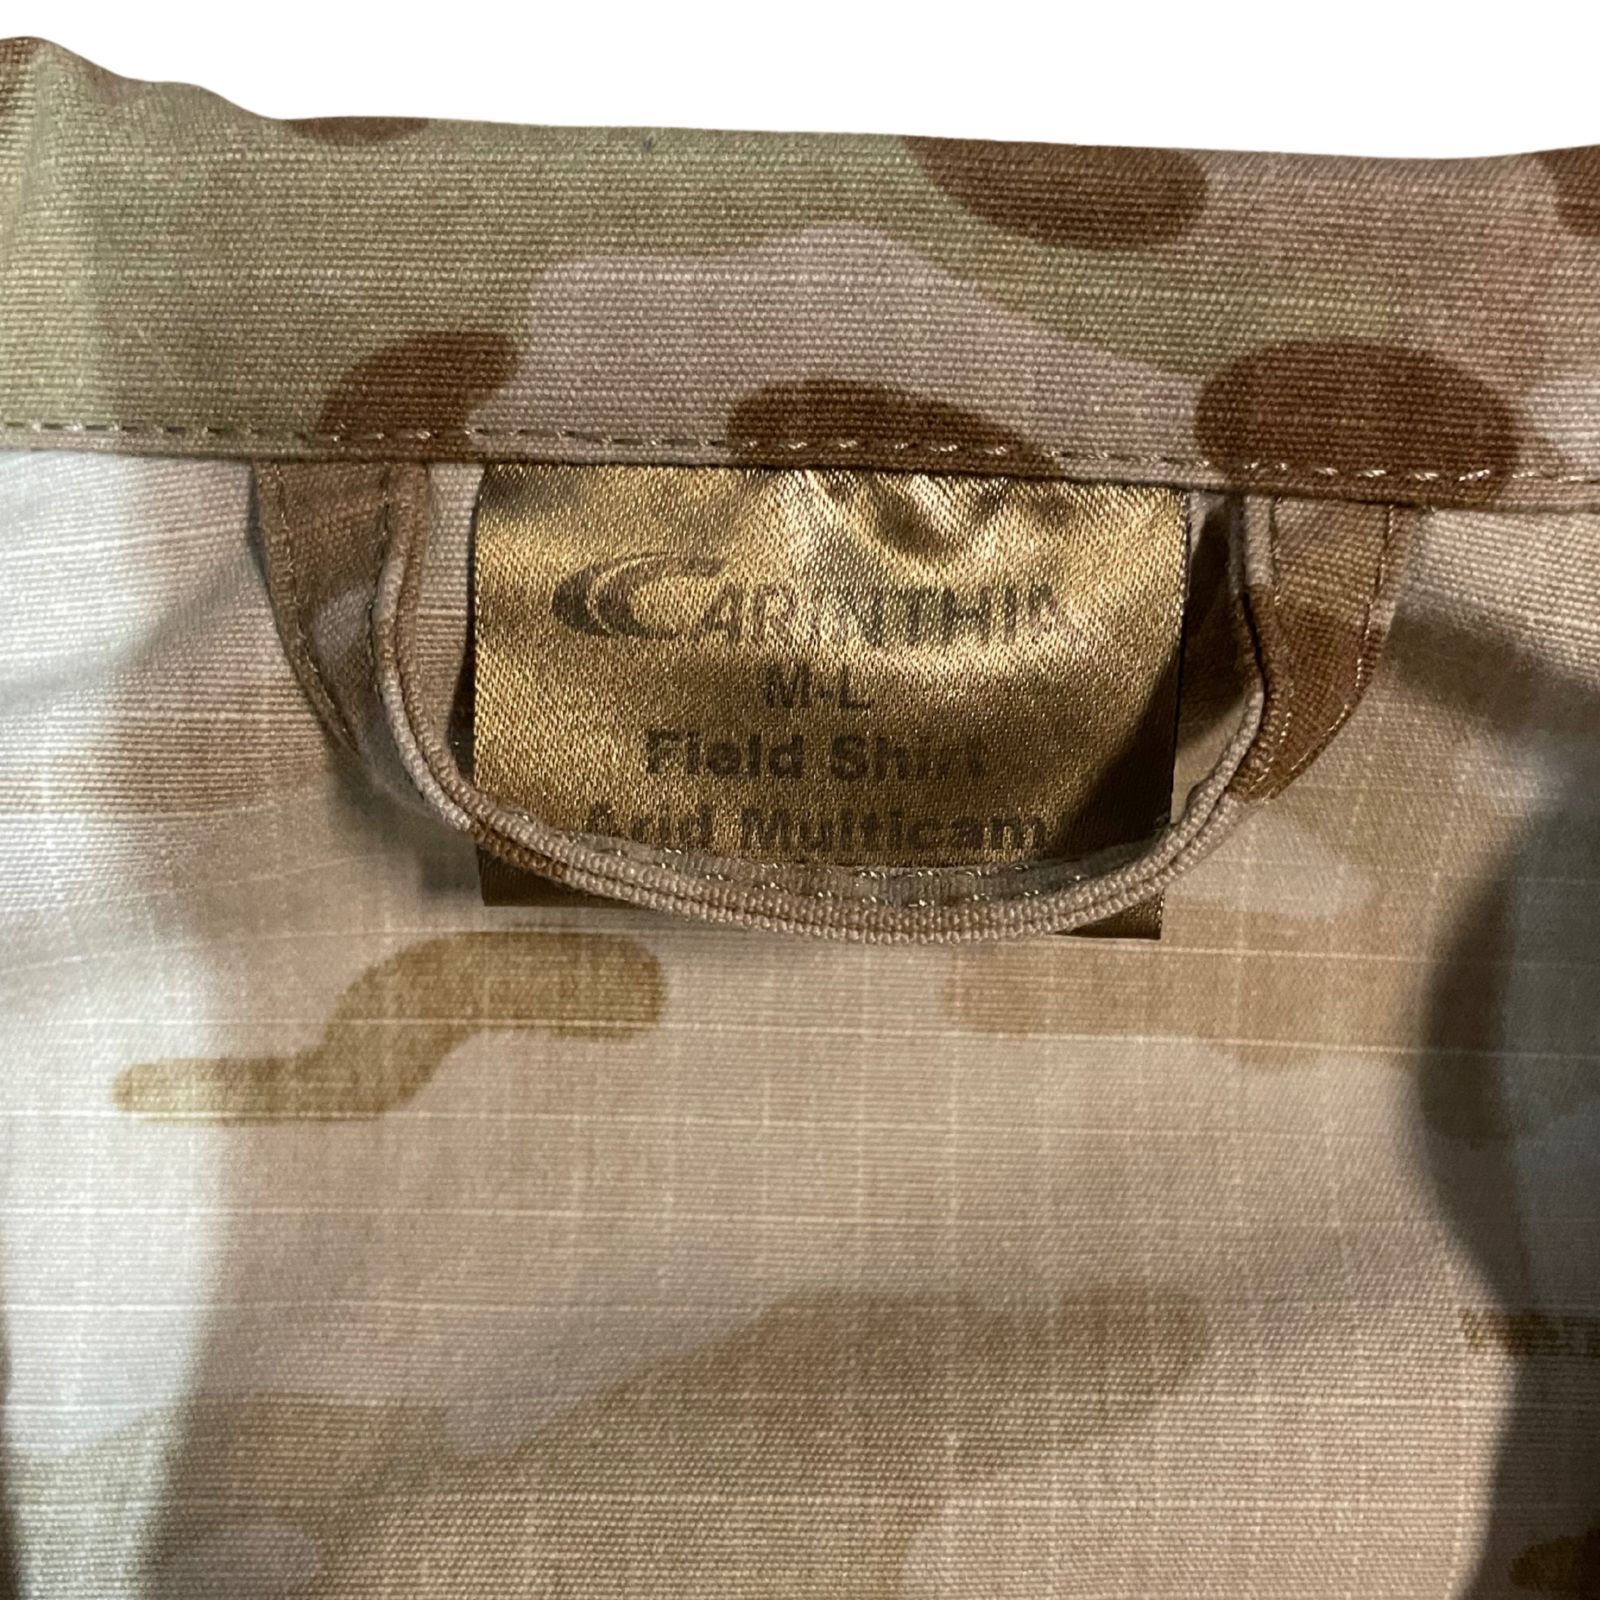 CARINTHIA
M-L
Field Shirt
Arid Multicam